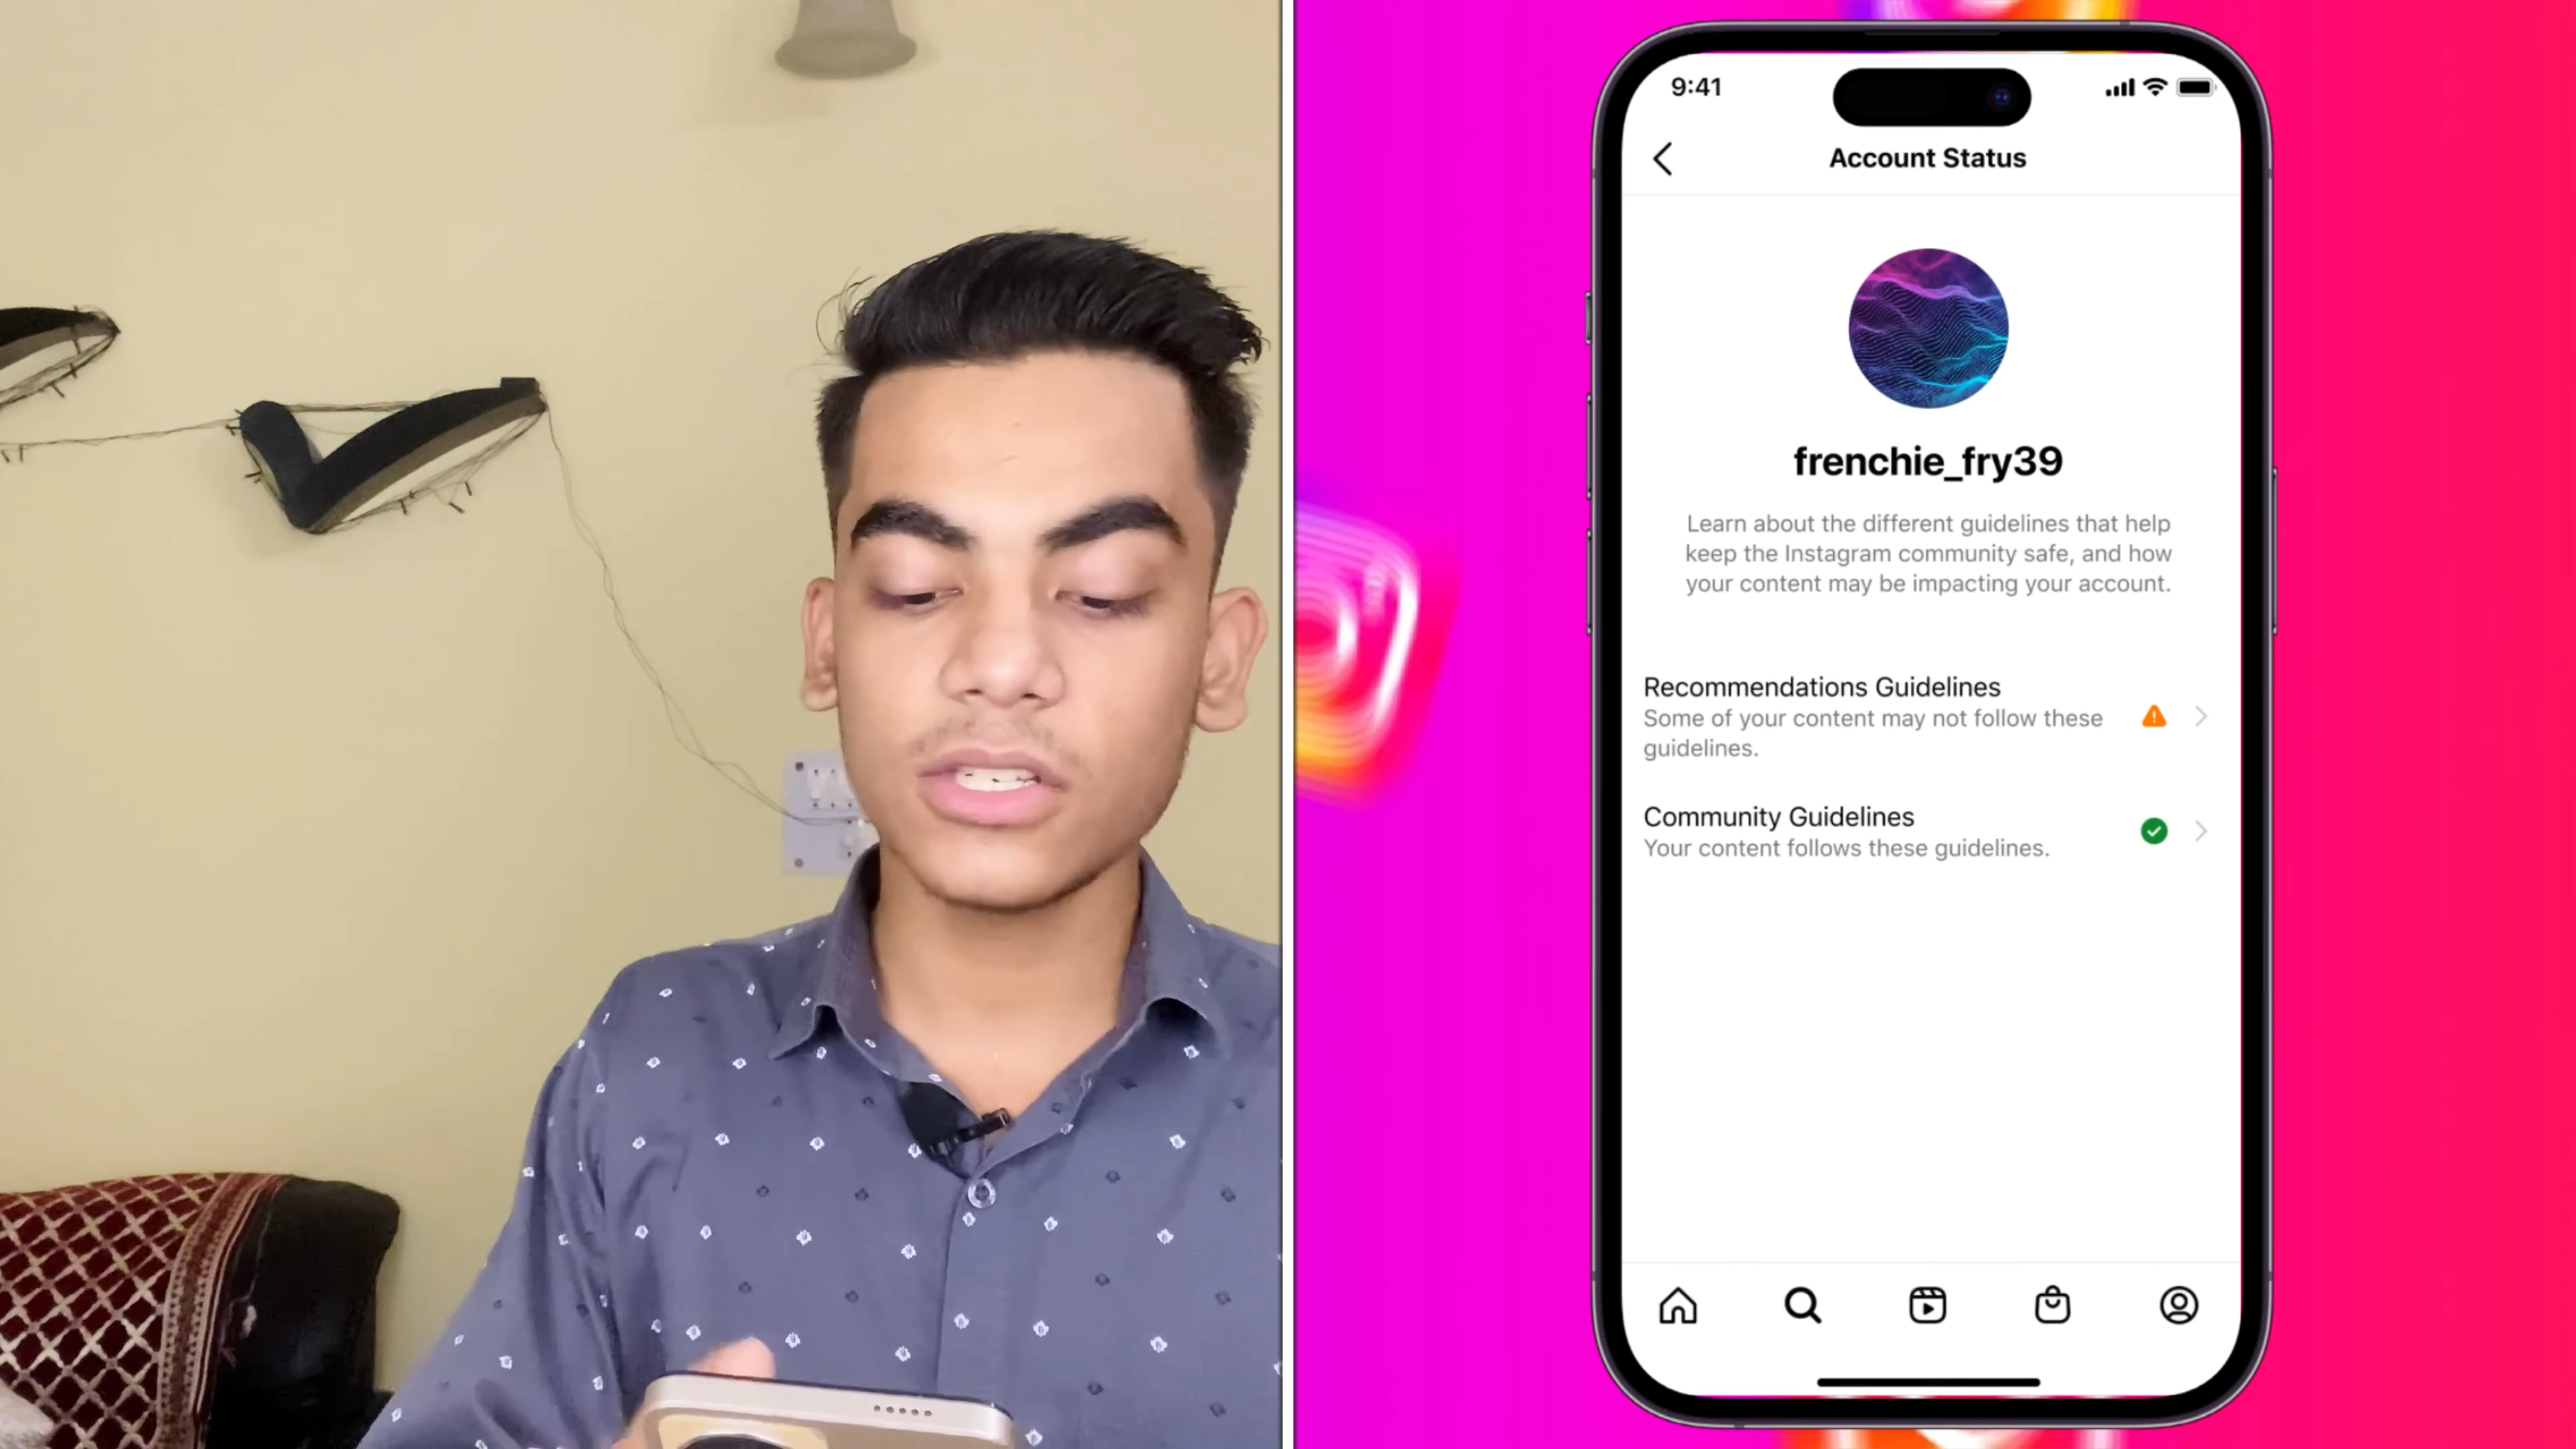 9:41
Account Status
frenchie_fry39
Learn about the different guidelines that help
keep the Instagram community safe, and how
your content may be impacting your account.
Recommendations Guidelines
Some of your content may not follow these
guidelines.
Community Guidelines
Your content follows these guidelines.